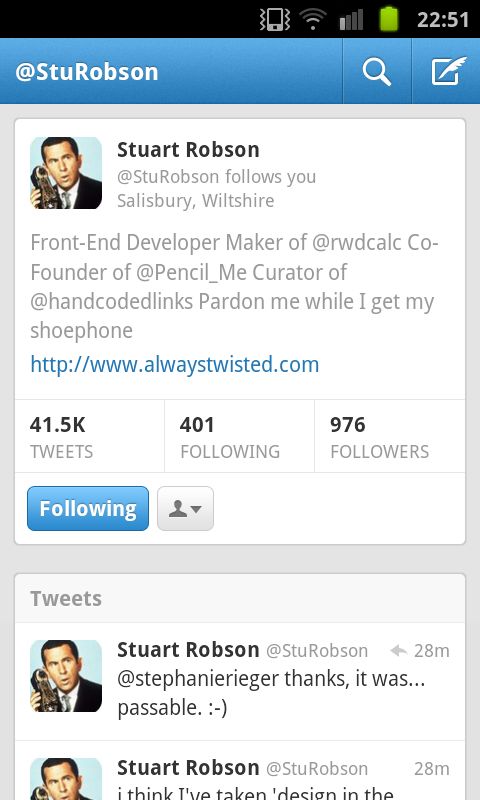 22:51
@StuRobson
Stuart Robson
@StuRobson follows you
Salisbury, Wiltshire
Front-End Developer Maker of @rwdcalc Co-
Founder of @Pencil_Me Curator of
@handcodedlinks Pardon me while I get my
shoephone
http://www.alwaystwisted.com
41.5K 401 976
TWEETS FOLLOWING FOLLOWERS
Following
Tweets
Stuart Robson @StuRobson 28m
@stephanierieger thanks, it was...
passable. :-)
Stuart Robson @StuRobson 28m
i think I've taken 'design in the